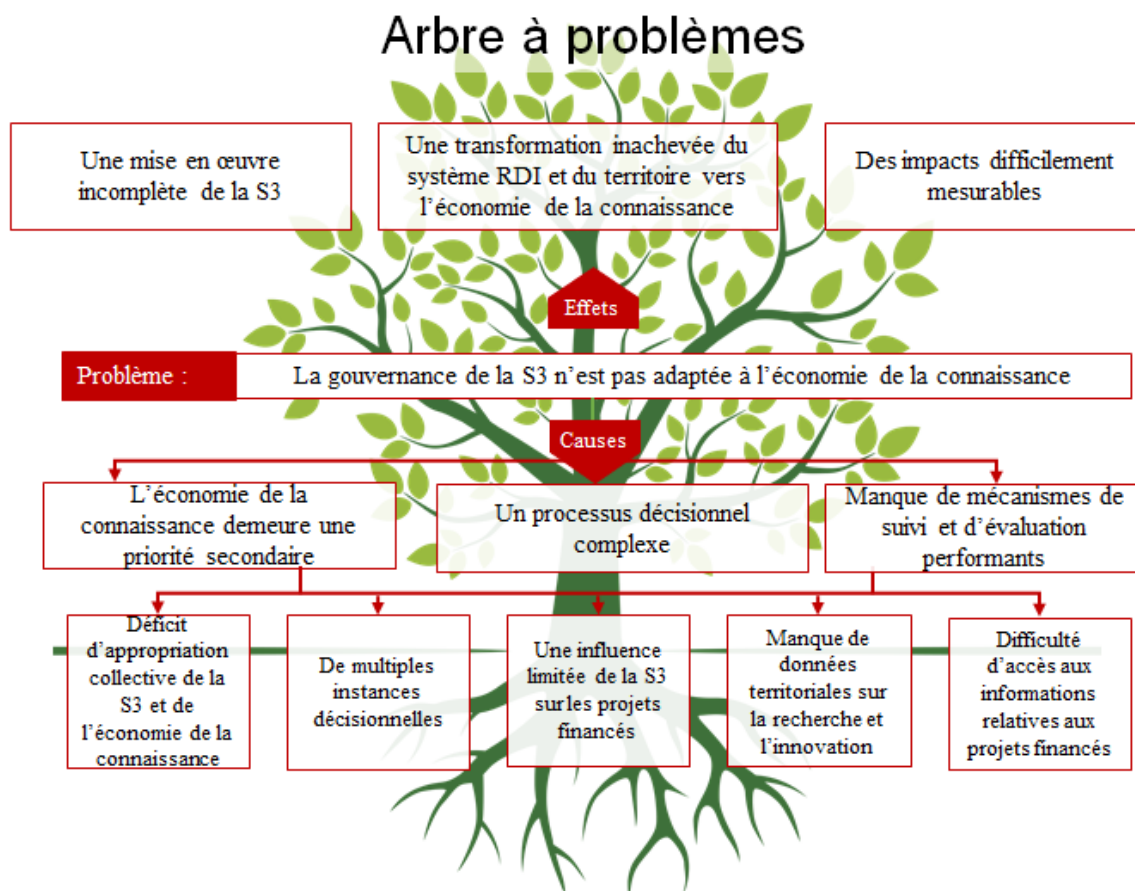 Arbre à problèmes
Une mise en œuvre
incomplète de la S3
Une transformation inachevée du
système RDI et du territoire vers
l’économie de la connaissance
Des impacts difficilement
mesurables
Effets
Problème :
La gouvernance de la S3 n’est pas adaptée à l’économie de la connaissance
Causes
L’économie de la
connaissance demeure une
priorité secondaire
Un processus décisionnel
complexe
Manque de mécanismes de
suivi et d’évaluation
performants
Déficit
d’appropriation
collective de la
S3 et de
l’économie de la
connaissance
De multiples
instances
décisionnelles
Une influence
limitée de la S3
sur les projets
financés
Manque de
données
territoriales sur
la recherche et
l’innovation
Difficulté
d’accès aux
informations
relatives aux
projets financés